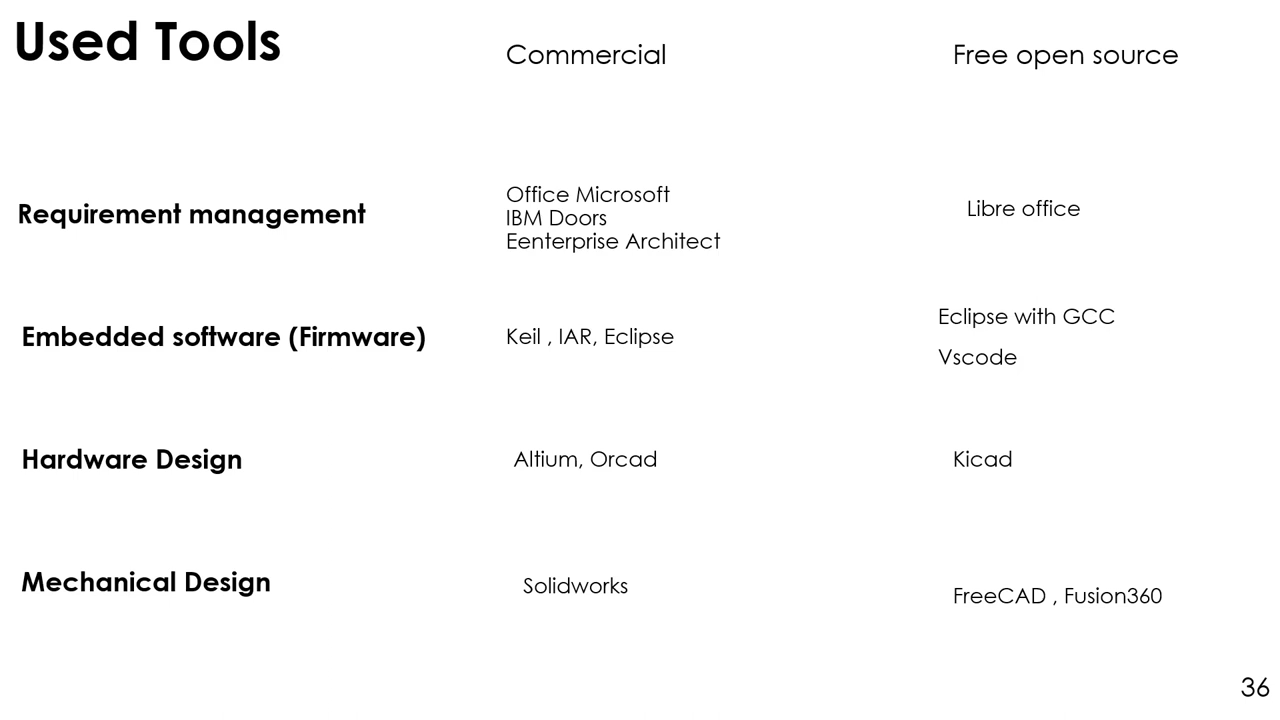 Used Tools
Commercial
Free open source
Requirement management
Office Microsoft
IBM Doors
Eenterprise Architect
Libre office
Embedded software (Firmware)
Keil , IAR, Eclipse
Eclipse with GCC
Vscode
Hardware Design
Altium, Orcad
Kicad
Mechanical Design
Solidworks
FreeCAD , Fusion360
36